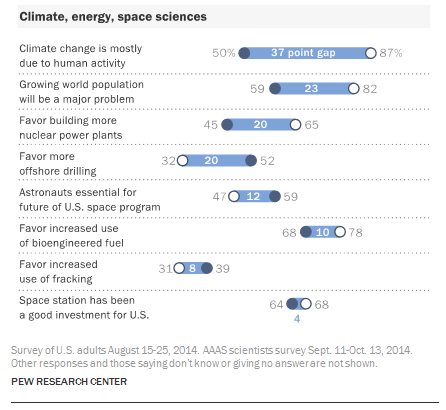 Climate, energy, space sciences
Climate change is mostly
due to human activity
50% 37 point gap 87%
Growing world population
will be a major problem
59 23 82
Favor building more
nuclear power plants
45 20 65
Favor more
offshore drilling
32 20 52
Astronauts essential for
future of U.S. space program
47 12 59
Favor increased use
of bioengineered fuel
68 10 78
Favor increased
use of fracking
31 8 39
Space station has been
a good investment for U.S.
64 68
4
Survey of U.S. adults August 15-25, 2014. AAAS scientists survey Sept. 11-Oct. 13, 2014.
Other responses and those saying don't know or giving no answer are not shown.
PEW RESEARCH CENTER